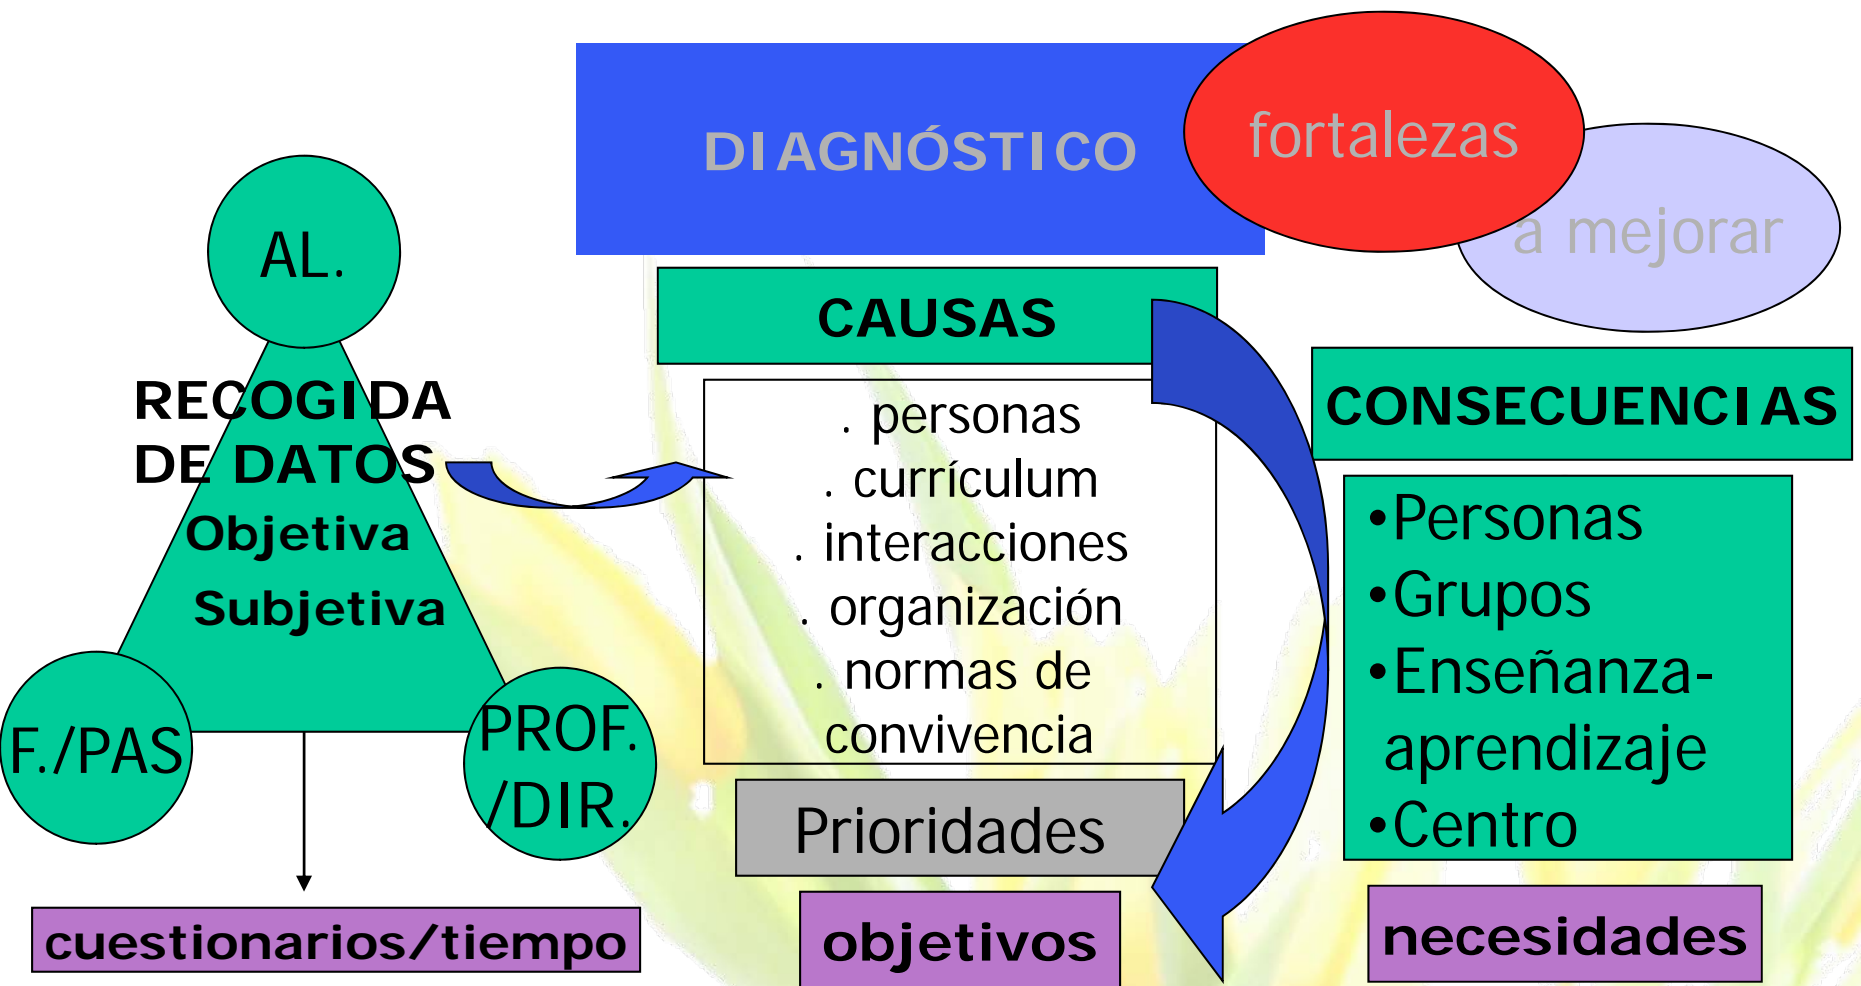 DIAGNÓSTICO
fortalezas
a mejorar
AL.
RECOGIDA
DE DATOS
Objetiva
Subjetiva
F./PAS
PROF.
/DIR.
cuestionarios/tiempo
CAUSAS
. personas
. currículum
. interacciones
. organización
. normas de
convivencia
Prioridades
objetivos
CONSECUENCIAS
•Personas
•Grupos
•Enseñanza-
aprendizaje
•Centro
necesidades